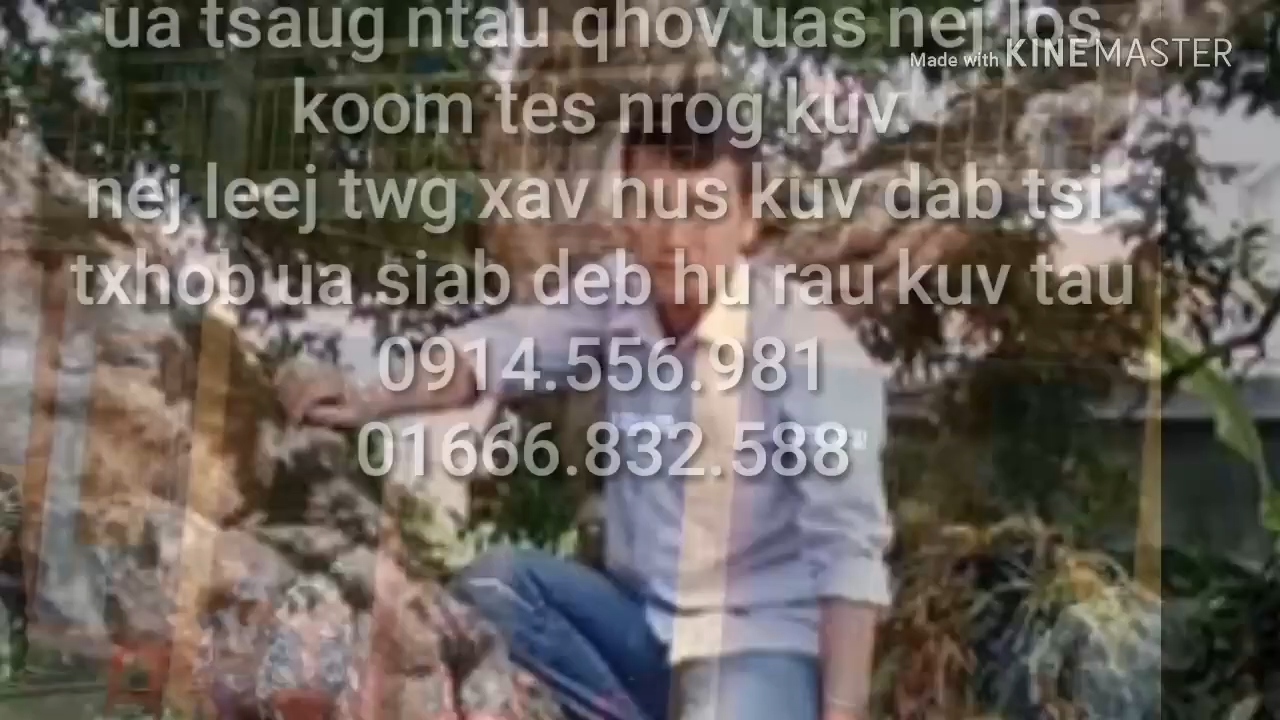 ua tsaug ntau qhov uas nej los
Made with KINEMASTER
koom tes nrog kuv.
nej leej twg xav nus kuv dab tsi
txhob ua siab deb hu rau kuv tau
0914.556.981
01666.832.588